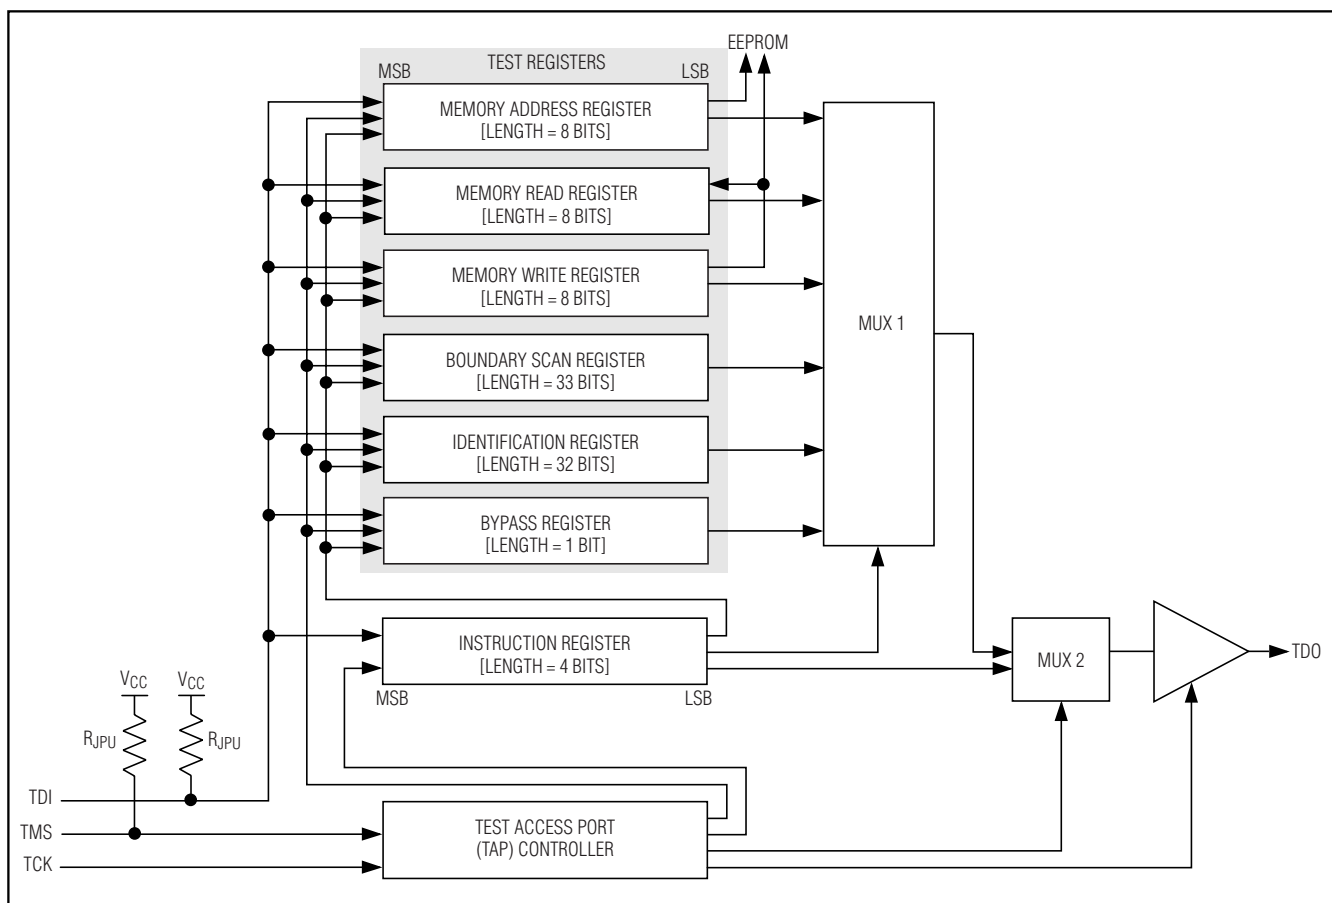 EEPROM
TEST REGISTERS
MSB
LSB
MEMORY ADDRESS REGISTER
[LENGTH = 8 BITS]
MEMORY READ REGISTER
[LENGTH = 8 BITS]
MEMORY WRITE REGISTER
[LENGTH = 8 BITS]
MUX 1
BOUNDARY SCAN REGISTER
[LENGTH = 33 BITS]
IDENTIFICATION REGISTER
[LENGTH = 32 BITS]
BYPASS REGISTER
[LENGTH = 1 BIT]
INSTRUCTION REGISTER
[LENGTH = 4 BITS]
MSB
LSB
MUX 2
TDO
VCC
VCC
RJPU
RJPU
TDI
TMS
TCK
TEST ACCESS PORT
(TAP) CONTROLLER